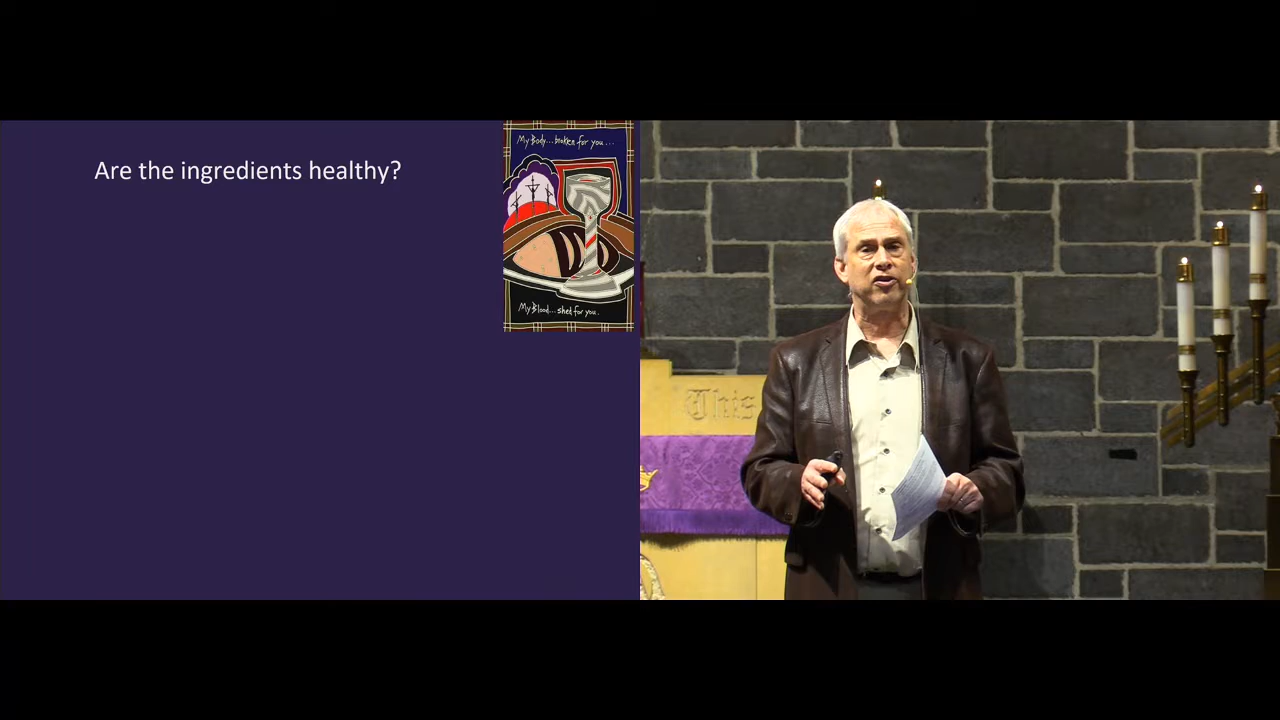 Are the ingredients healthy?
My Body... broken for you...
My Blood... shed for you.
This